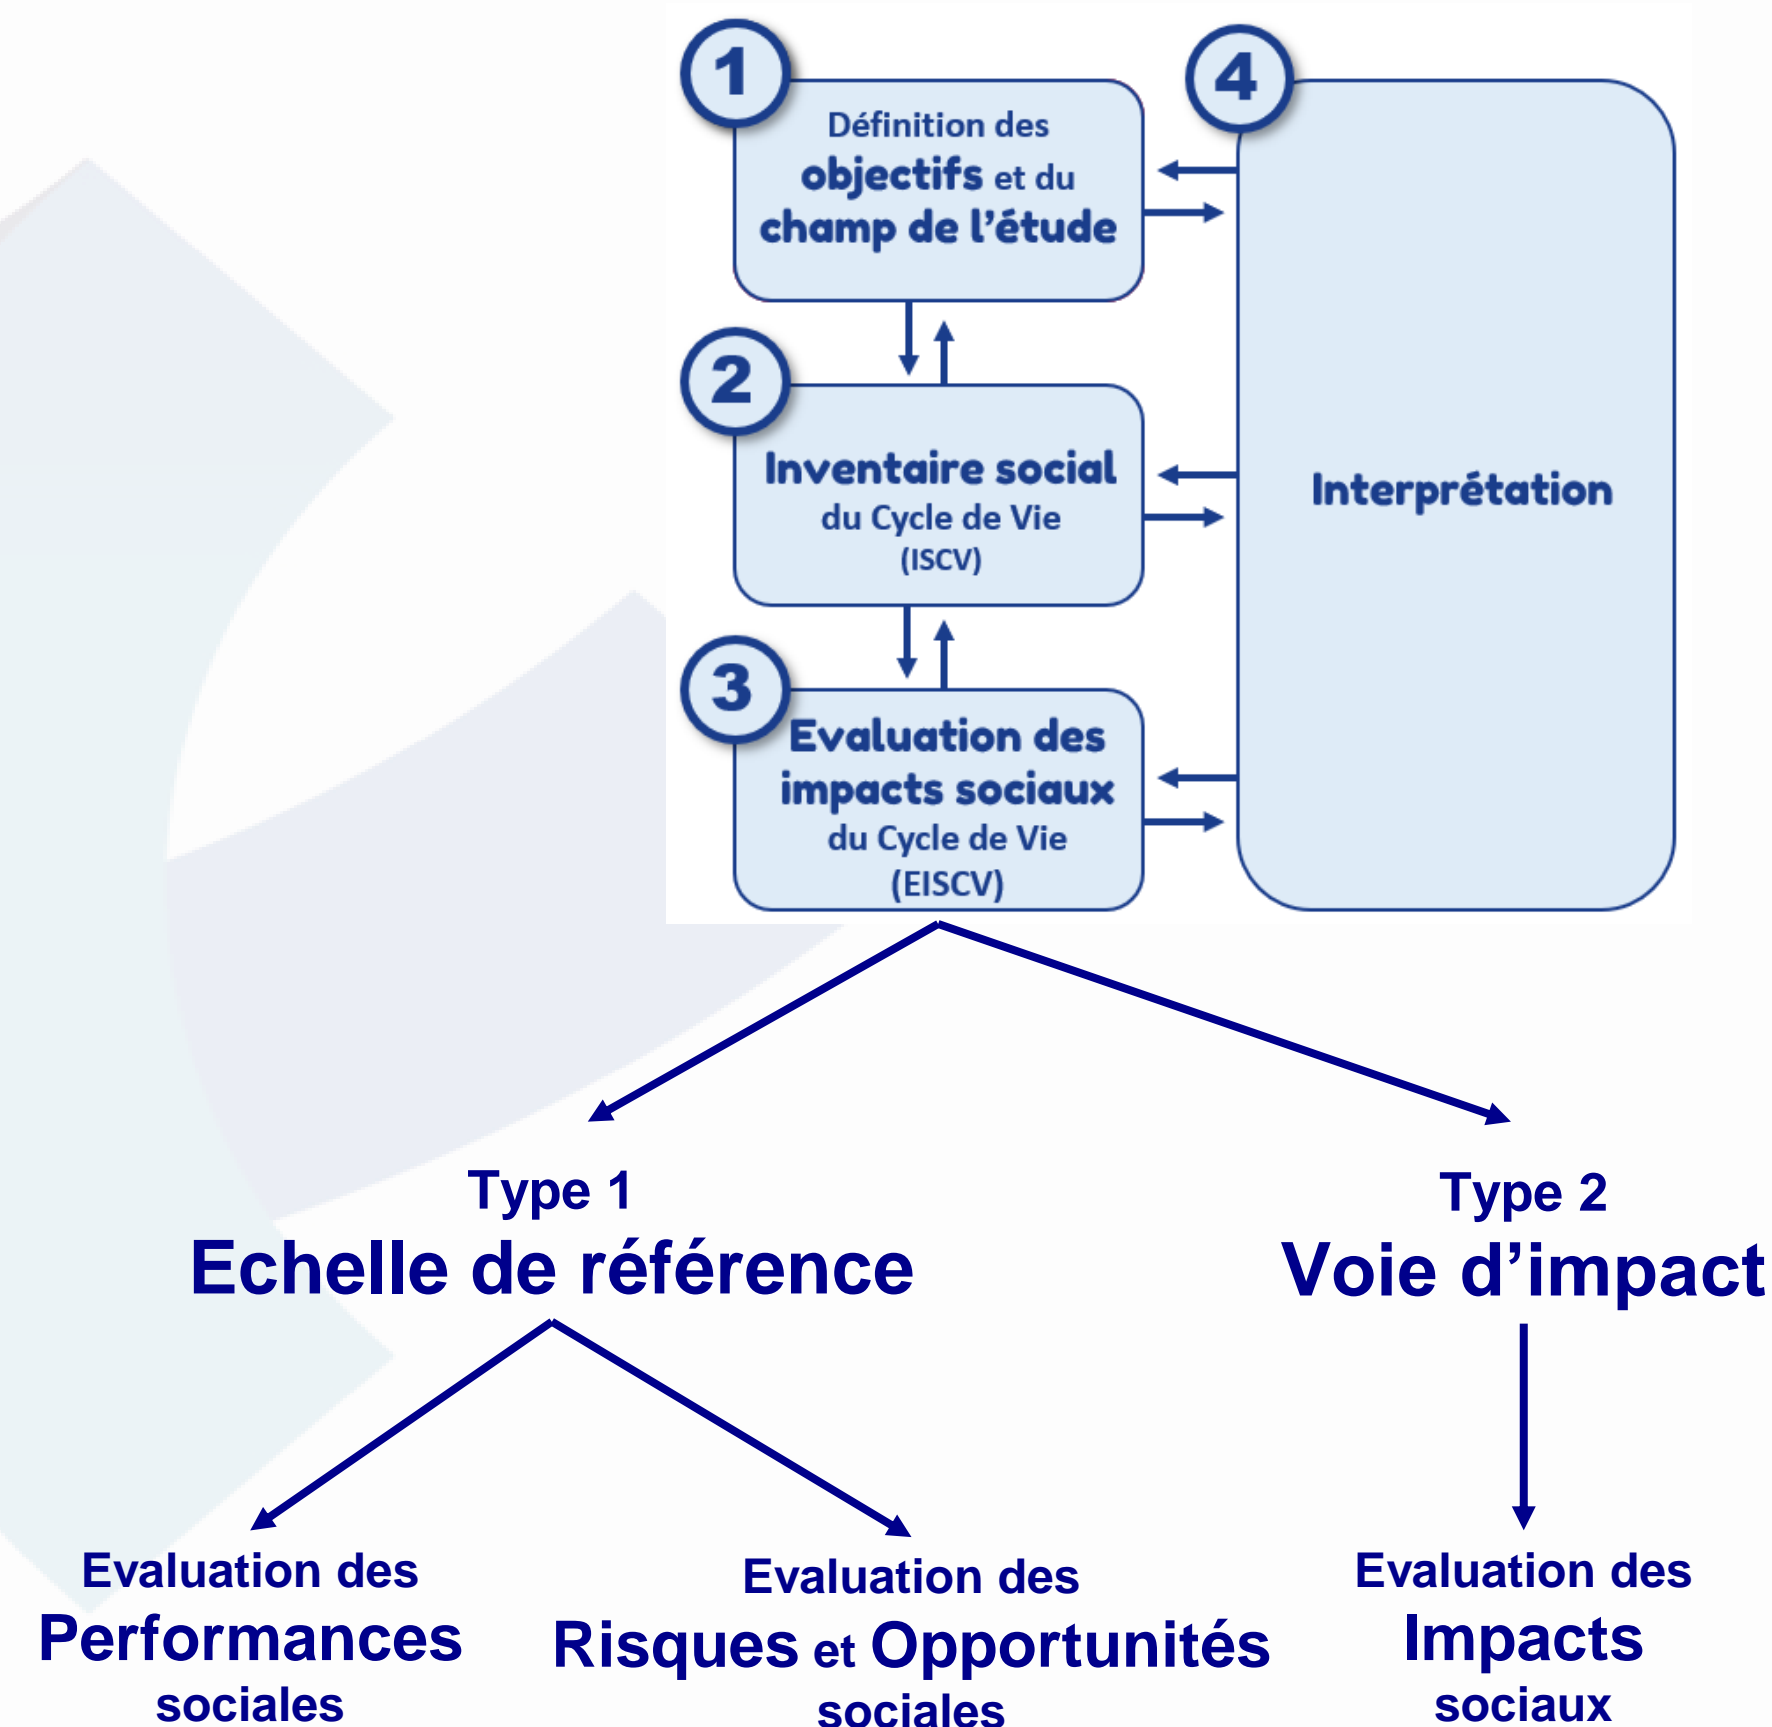 1
Définition des
objectifs et du
champ de l’étude
2
Inventaire social
du Cycle de Vie
(ISCV)
3
Evaluation des
impacts sociaux
du Cycle de Vie
(EISCV)
4
Interprétation
Type 1
Echelle de référence
Type 2
Voie d’impact
Evaluation des
Performances
sociales
Evaluation des
Risques et Opportunités
sociales
Evaluation des
Impacts
sociaux